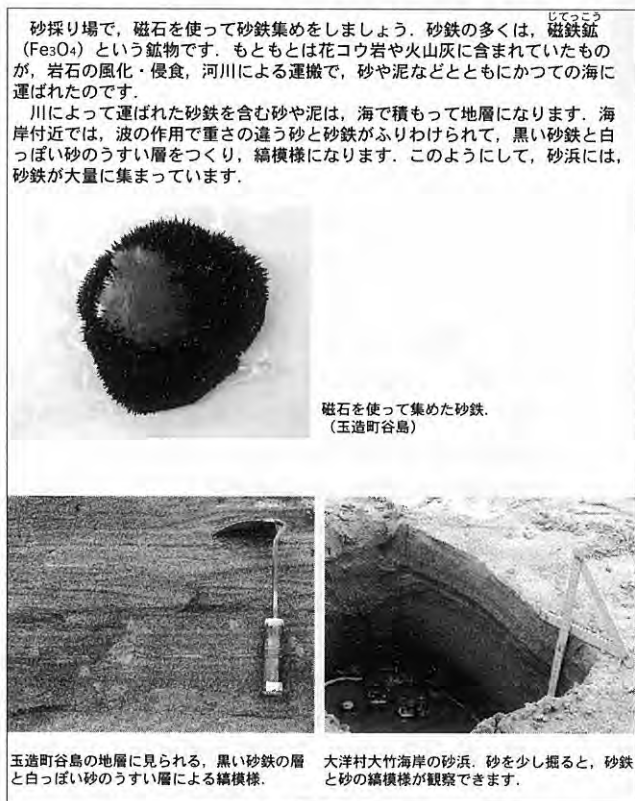 砂採り場で，磁石を使って砂鉄集めをしましょう．砂鉄の多くは，磁鉄鉱（じてっこう）
（Fe3O4）という鉱物です．もともとは花コウ岩や火山灰に含まれていたもの
が，岩石の風化・侵食，河川による運搬で，砂や泥などとともにかつての海に
運ばれたのです．
川によって運ばれた砂鉄を含む砂や泥は，海で積もって地層になります．海
岸付近では，波の作用で重さの違う砂と砂鉄がふりわけられて，黒い砂鉄と白
っぽい砂のうすい層をつくり，縞模様になります．このようにして，砂浜には，
砂鉄が大量に集まっています．
磁石を使って集めた砂鉄．
（玉造町谷島）
玉造町谷島の地層に見られる，黒い砂鉄の層
と白っぽい砂のうすい層による縞模様．
大洋村大竹海岸の砂浜．砂を少し掘ると，砂鉄
と砂の縞模様が観察できます．